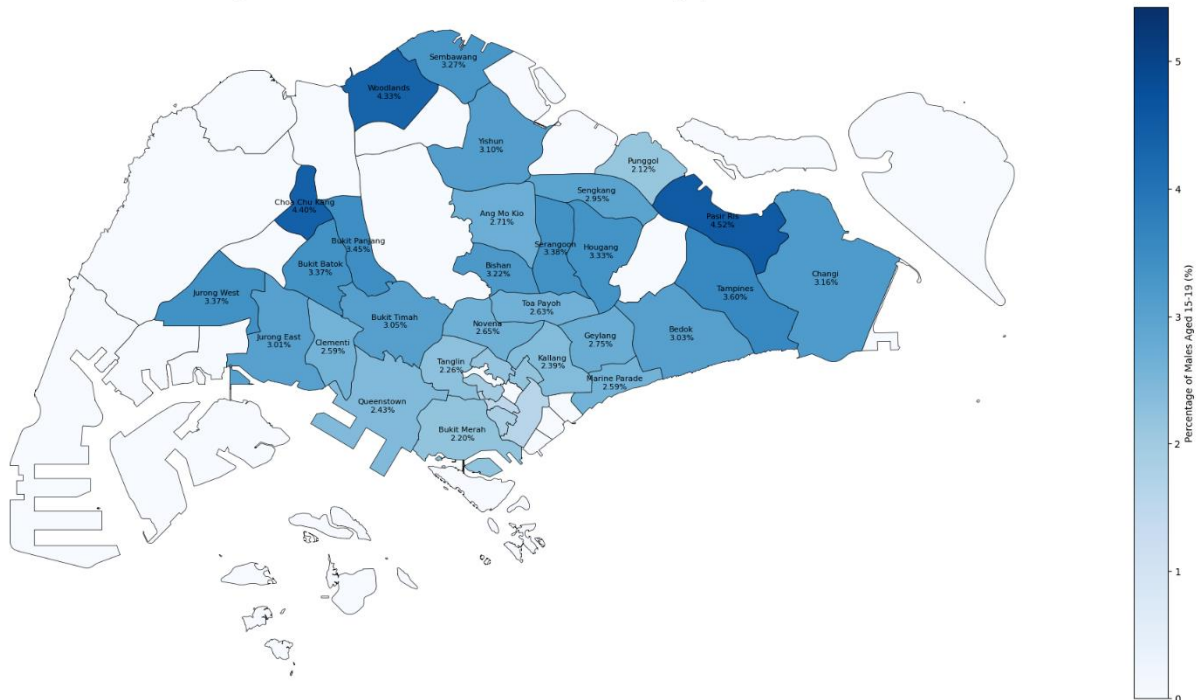 Sembawang
3.27%
Woodlands
4.33%
Yishun
3.10%
Punggol
2.12%
Sengkang
2.95%
Choa Chu Kang
4.40%
Ang Mo Kio
2.71%
Pasir Ris
4.52%
Bukit Panjang
3.45%
Serangoon
3.38%
Hougang
3.33%
Bukit Batok
3.37%
Bishan
3.22%
Changi
3.16%
Tampines
3.60%
Jurong West
3.37%
Toa Payoh
2.63%
Bukit Timah
3.05%
Novena
2.65%
Bedok
3.03%
Jurong East
3.01%
Clementi
2.59%
Geylang
2.75%
Tanglin
2.26%
Kallang
2.39%
Marine Parade
2.59%
Queenstown
2.43%
Bukit Merah
2.20%
5
4
3
2
1
0
Percentage of Males Aged 15-19 (%)